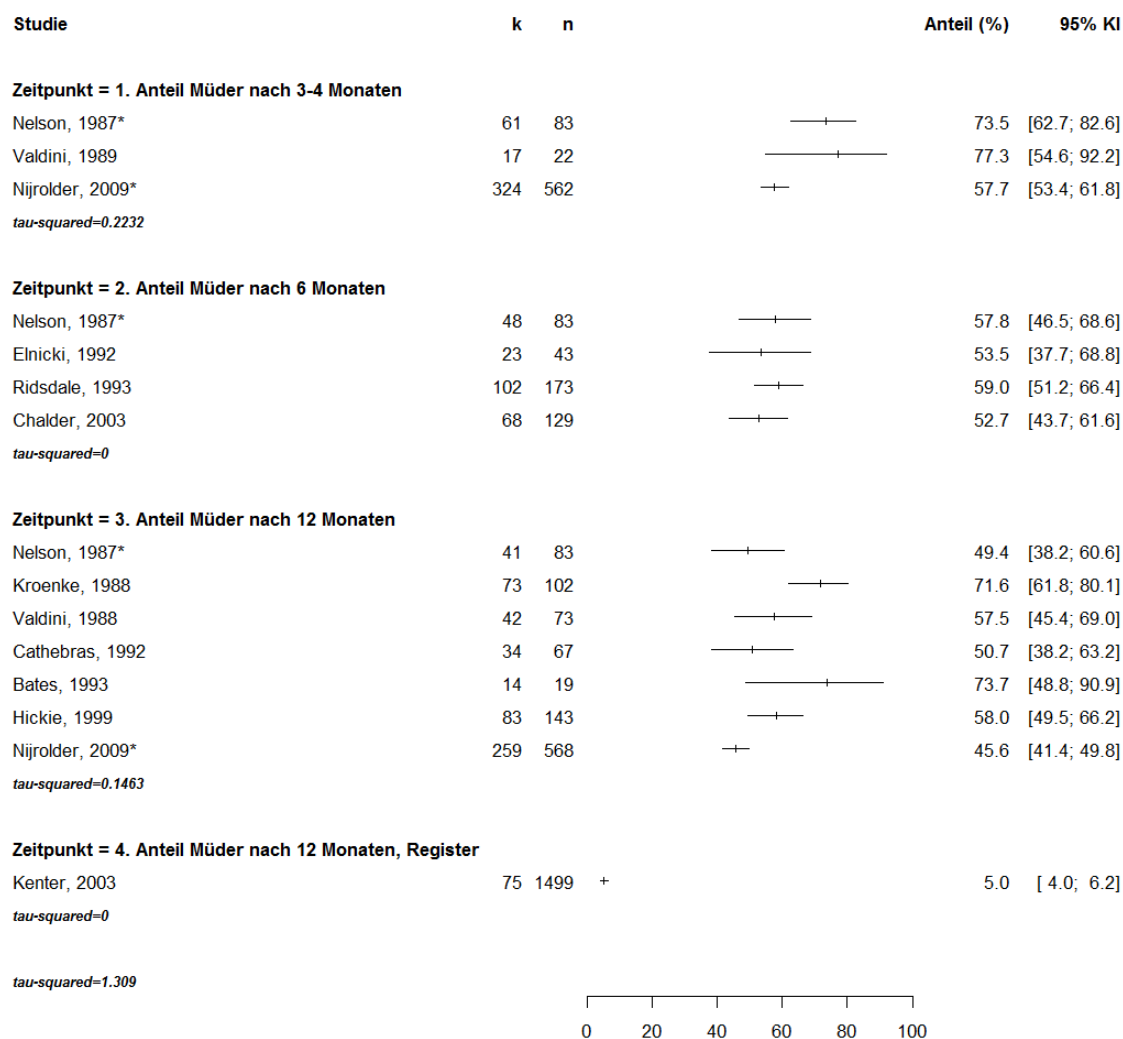 Studie k n Anteil (%) 95% KI
Zeitpunkt = 1. Anteil Müder nach 3-4 Monaten
Nelson, 1987* 61 83 73.5 [62.7; 82.6]
Valdini, 1989 17 22 77.3 [54.6; 92.2]
Nijrolder, 2009* 324 562 57.7 [53.4; 61.8]
tau-squared=0.2232
Zeitpunkt = 2. Anteil Müder nach 6 Monaten
Nelson, 1987* 48 83 57.8 [46.5; 68.6]
Elnicki, 1992 23 43 53.5 [37.7; 68.8]
Ridsdale, 1993 102 173 59.0 [51.2; 66.4]
Chalder, 2003 68 129 52.7 [43.7; 61.6]
tau-squared=0
Zeitpunkt = 3. Anteil Müder nach 12 Monaten
Nelson, 1987* 41 83 49.4 [38.2; 60.6]
Kroenke, 1988 73 102 71.6 [61.8; 80.1]
Valdini, 1988 42 73 57.5 [45.4; 69.0]
Cathebras, 1992 34 67 50.7 [38.2; 63.2]
Bates, 1993 14 19 73.7 [48.8; 90.9]
Hickie, 1999 83 143 58.0 [49.5; 66.2]
Nijrolder, 2009* 259 568 45.6 [41.4; 49.8]
tau-squared=0.1463
Zeitpunkt = 4. Anteil Müder nach 12 Monaten, Register
Kenter, 2003 75 1499 5.0 [ 4.0; 6.2]
tau-squared=0
tau-squared=1.309
0 20 40 60 80 100